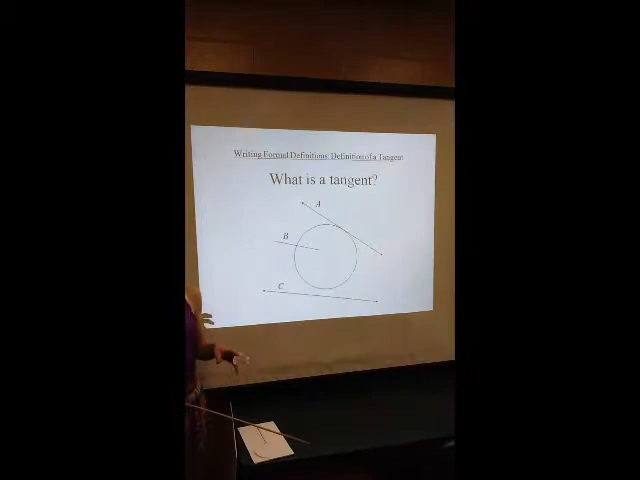 Writing Formal Definitions: Definition of a Tangent
What is a tangent?
A
B
C